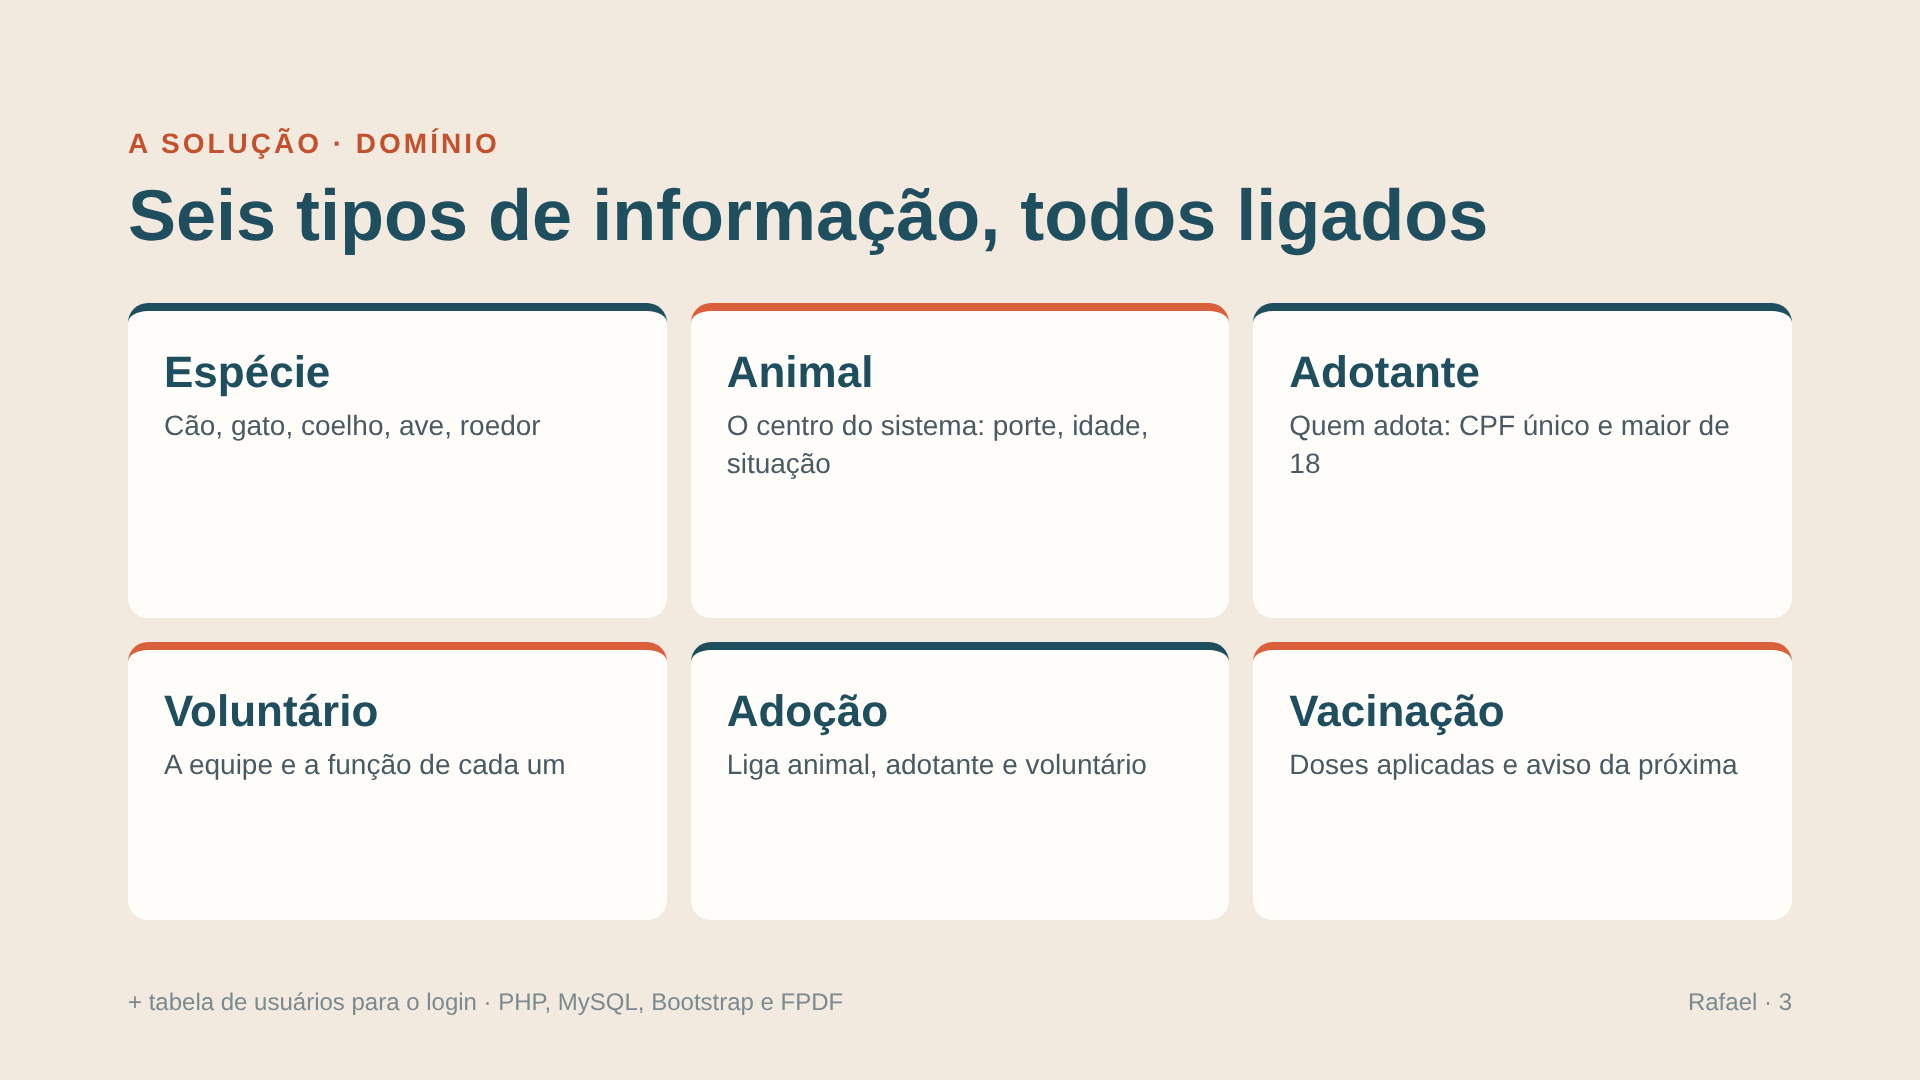 A SOLUÇÃO · DOMÍNIO
Seis tipos de informação, todos ligados
Espécie
Cão, gato, coelho, ave, roedor
Animal
O centro do sistema: porte, idade,
situação
Adotante
Quem adota: CPF único e maior de
18
Voluntário
A equipe e a função de cada um
Adoção
Liga animal, adotante e voluntário
Vacinação
Doses aplicadas e aviso da próxima
+ tabela de usuários para o login · PHP, MySQL, Bootstrap e FPDF
Rafael · 3